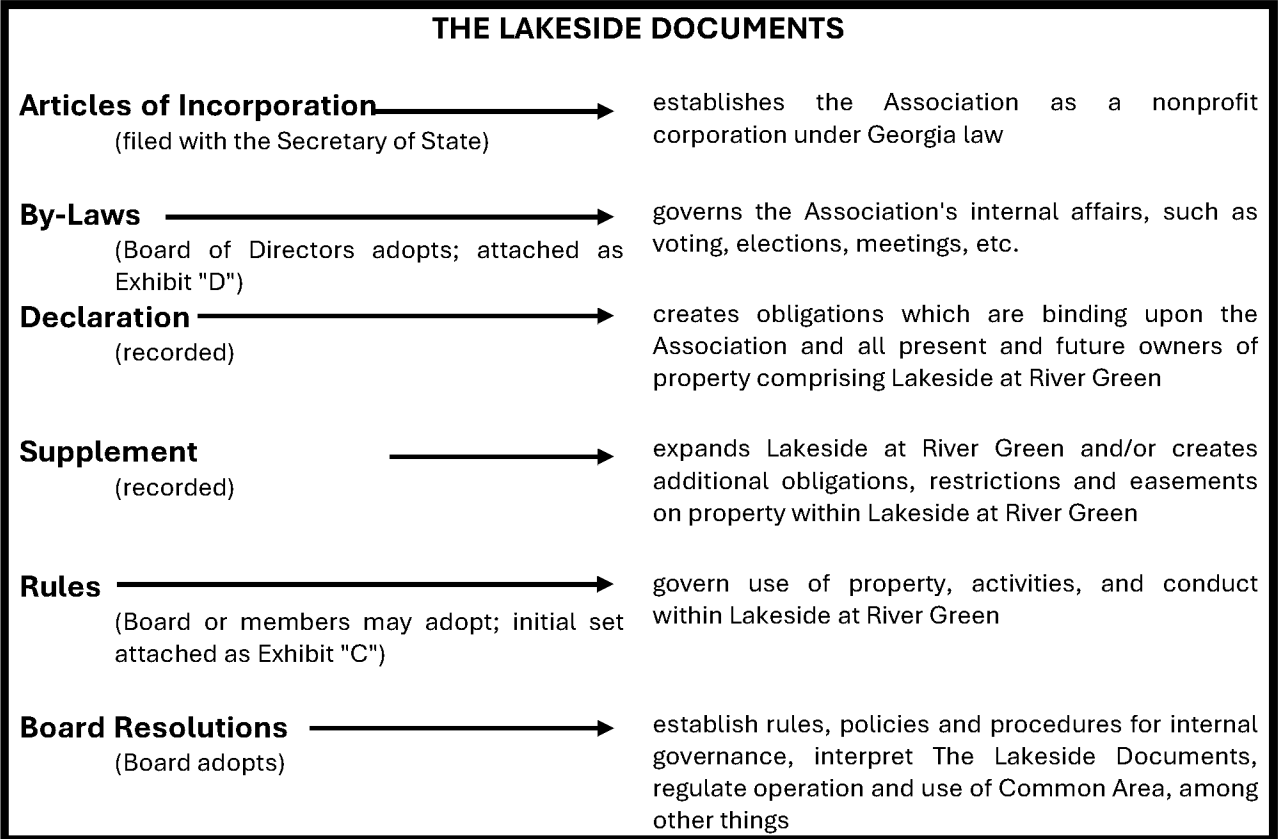 THE LAKESIDE DOCUMENTS
Articles of Incorporation
(filed with the Secretary of State)
establishes the Association as a nonprofit
corporation under Georgia law
By-Laws
(Board of Directors adopts; attached as
Exhibit "D")
governs the Association's internal affairs, such as
voting, elections, meetings, etc.
Declaration
(recorded)
creates obligations which are binding upon the
Association and all present and future owners of
property comprising Lakeside at River Green
Supplement
(recorded)
expands Lakeside at River Green and/or creates
additional obligations, restrictions and easements
on property within Lakeside at River Green
Rules
(Board or members may adopt; initial set
attached as Exhibit "C")
govern use of property, activities, and conduct
within Lakeside at River Green
Board Resolutions
(Board adopts)
establish rules, policies and procedures for internal
governance, interpret The Lakeside Documents,
regulate operation and use of Common Area, among
other things